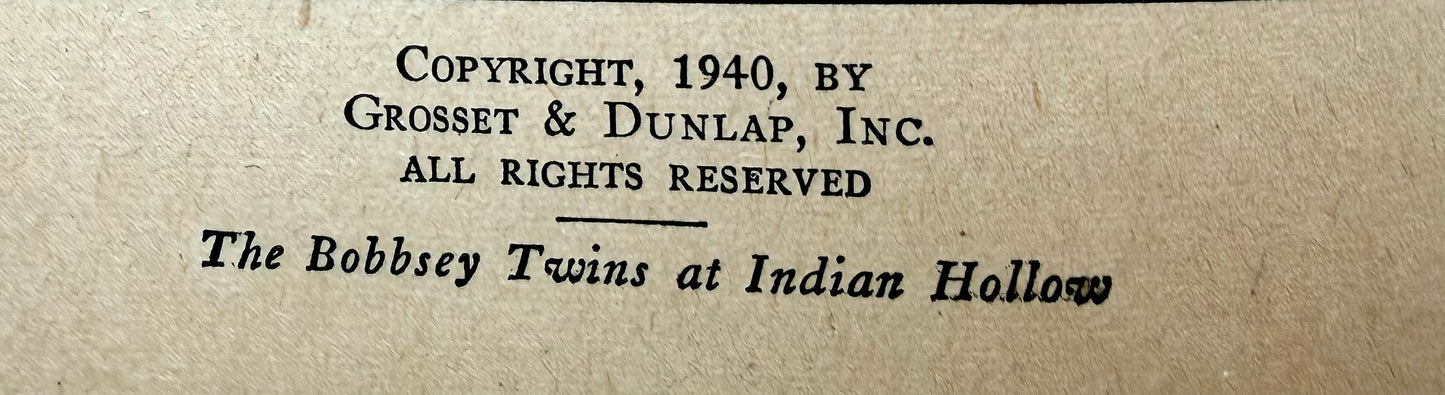 COPYRIGHT, 1940, BY
GROSSET & DUNLAP, INC.
ALL RIGHTS RESERVED
The Bobbsey Twins at Indian Hollow